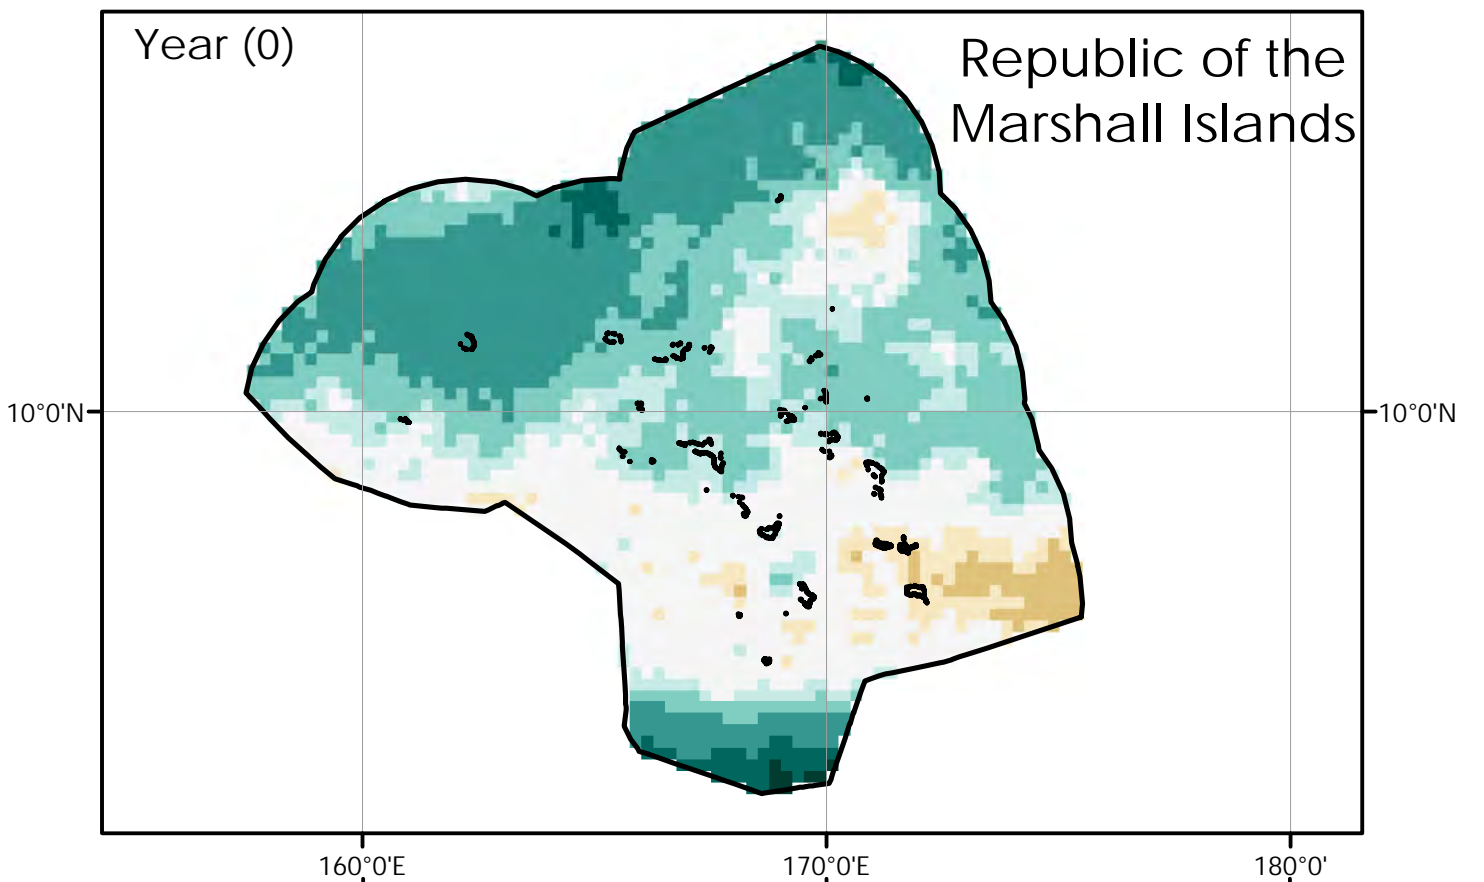 Year (0)
Republic of the
Marshall Islands
10°0'N
10°0'N
160°0'E
170°0'E
180°0'